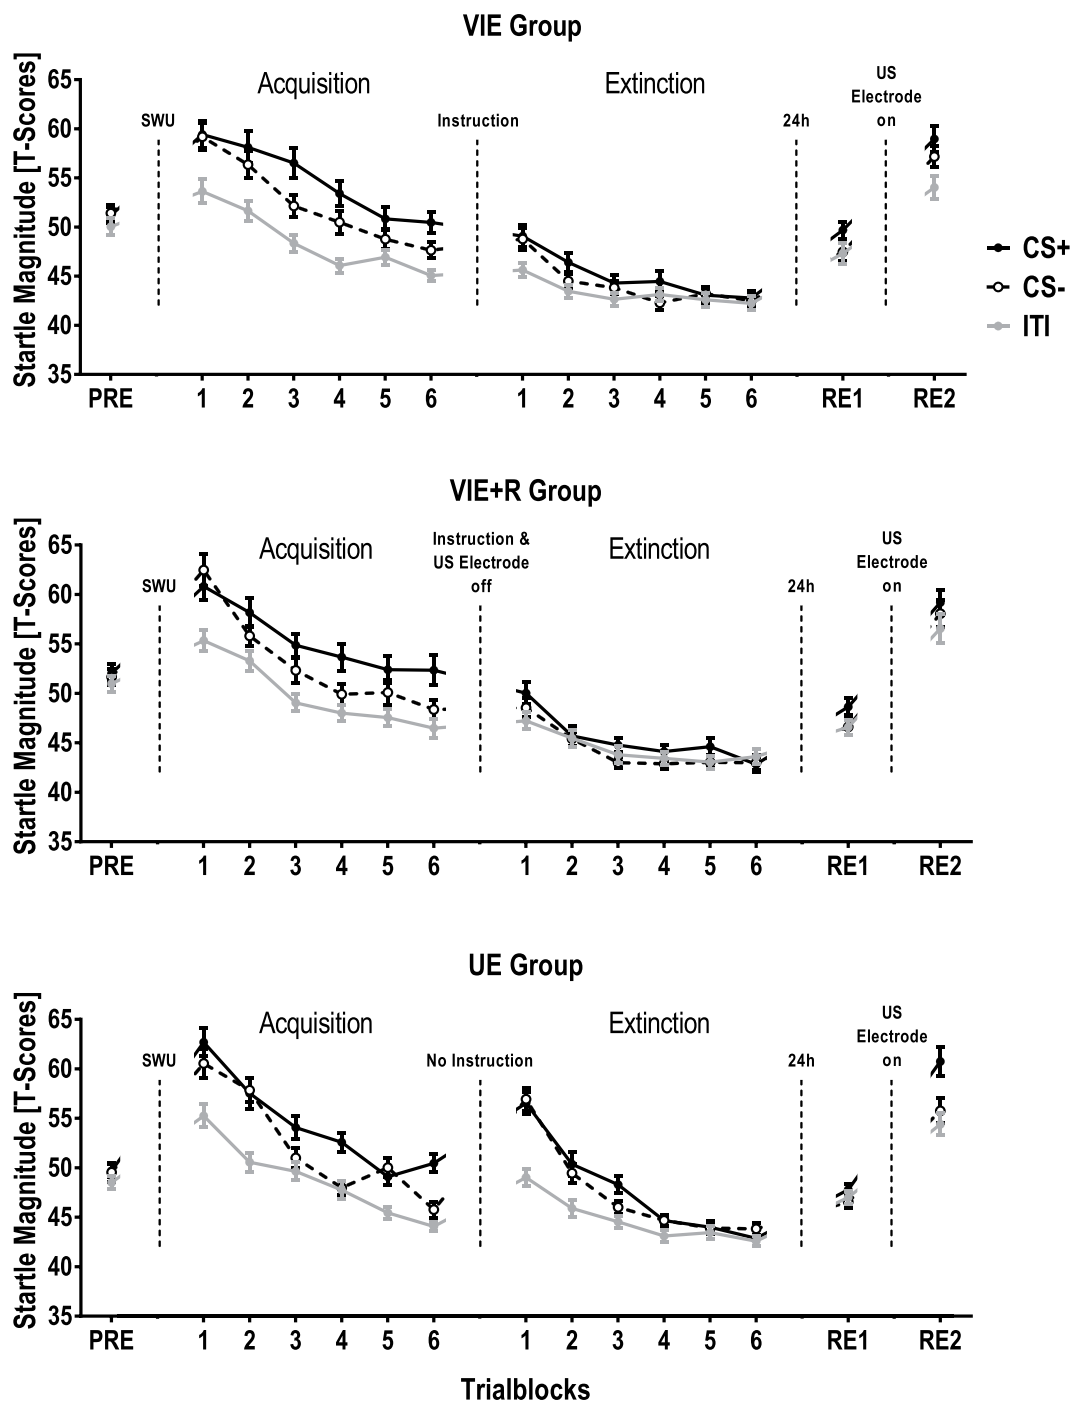 VIE Group
Startle Magnitude [T-Scores]
65
60
55
50
45
40
35
Acquisition
Extinction
SWU
Instruction
24h
US
Electrode
on
CS+
CS-
ITI
PRE 1 2 3 4 5 6 1 2 3 4 5 6 RE1 RE2
VIE+R Group
Startle Magnitude [T-Scores]
65
60
55
50
45
40
35
Acquisition
Extinction
SWU
Instruction &
US Electrode
off
24h
US
Electrode
on
PRE 1 2 3 4 5 6 1 2 3 4 5 6 RE1 RE2
UE Group
Startle Magnitude [T-Scores]
65
60
55
50
45
40
35
Acquisition
Extinction
SWU
No Instruction
24h
US
Electrode
on
PRE 1 2 3 4 5 6 1 2 3 4 5 6 RE1 RE2
Trialblocks